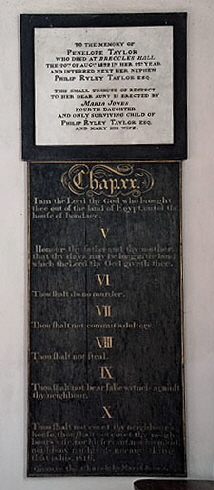 TO THE MEMORY OF
PENELOPE TAYLOR
WHO DIED AT BRECCLES HALL
AND INTERRED NEXT HER NEPHEW
PHILIP RYLEY TAYLOR ESQ.
THIS SMALL TRIBUTE OF RESPECT
TO HER DEAR AUNT IS ERECTED BY
MARIA JONES
FOURTH DAUGHTER
AND ONLY SURVIVING CHILD OF
PHILIP RYLEY TAYLOR ESQ.
AND MARY HIS WIFE.
Chap. xx.
I am the Lord thy God who brought
thee out of the land of Egypt, out of the
house of Bondage.
V
Honour thy father and thy mother,
that thy days may be long in the land,
which the Lord thy God giveth thee.
VI
Thou shalt do no murder.
VII
Thou shalt not commit adultery.
VIII
Thou shalt not steal.
IX
Thou shalt not bear false witness against
thy neighbour.
X
Thou shalt not covet thy neighbour's
house, thou shalt not covet thy neigh-